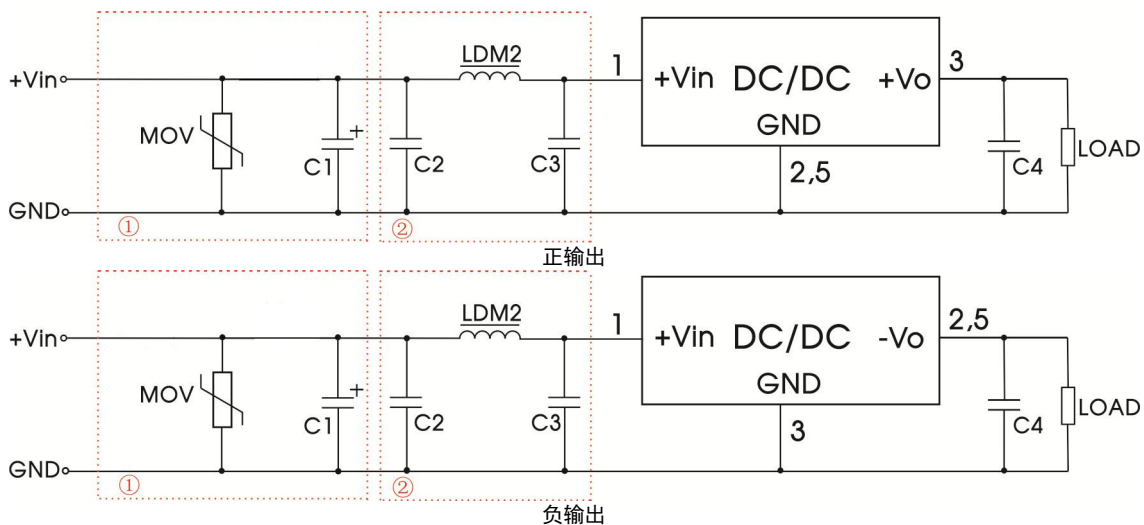 LDM2
1
3
+Vin
+Vin
DC/DC
+Vo
GND
MOV
+
C1
C2
C3
2,5
C4
LOAD
GND
①
②
正输出
LDM2
1
2,5
+Vin
+Vin
DC/DC
-Vo
GND
MOV
+
C1
C2
C3
3
C4
LOAD
GND
①
②
负输出